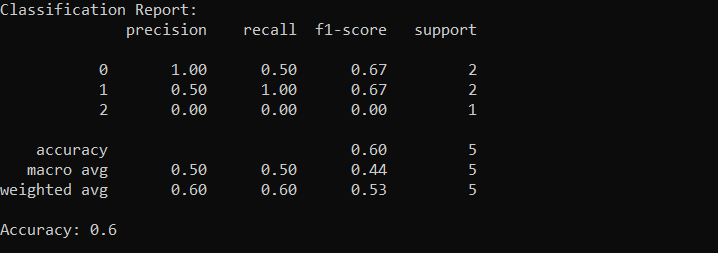 Classification Report:
precision recall f1-score support
0 1.00 0.50 0.67 2
1 0.50 1.00 0.67 2
2 0.00 0.00 0.00 1
accuracy 0.60 5
macro avg 0.50 0.50 0.44 5
weighted avg 0.60 0.60 0.53 5
Accuracy: 0.6